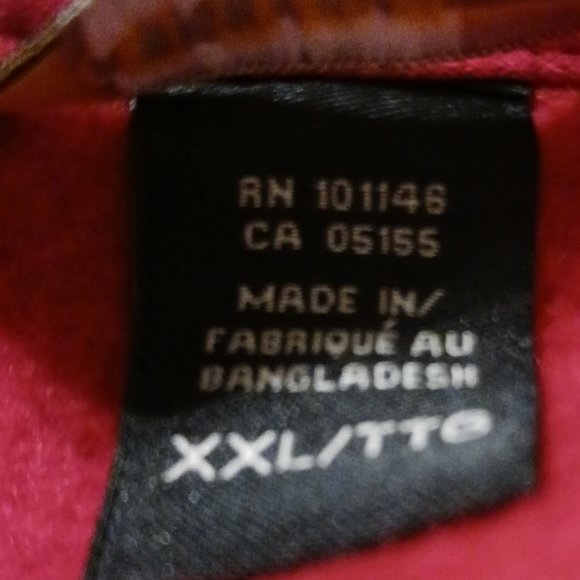 RN 101146
CA 05155
MADE IN/
FABRIQUÉ AU
BANGLADESH
XXL/TTG